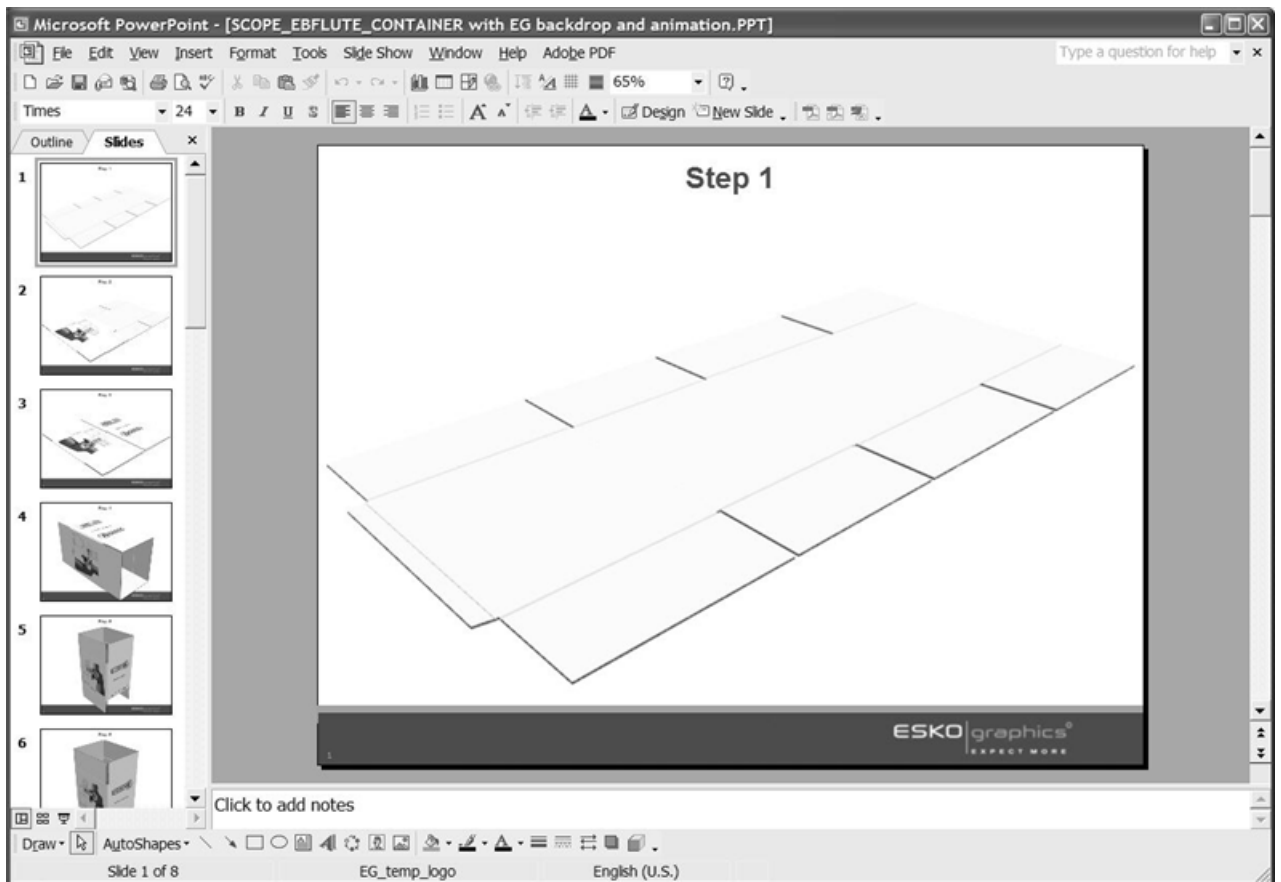 Microsoft PowerPoint - [SCOPE_EBFLUTE_CONTAINER with EG backdrop and animation.PPT]
File Edit View Insert Format Tools Slide Show Window Help Adobe PDF
Type a question for help
65%
Times 24 B I U S A A A Design New Slide
Outline Slides
1
2
3
4
5
6
Step 1
ESKO graphics
EXPECT MORE
1
Click to add notes
Draw AutoShapes A A
Slide 1 of 8 EG_temp_logo English (U.S.)